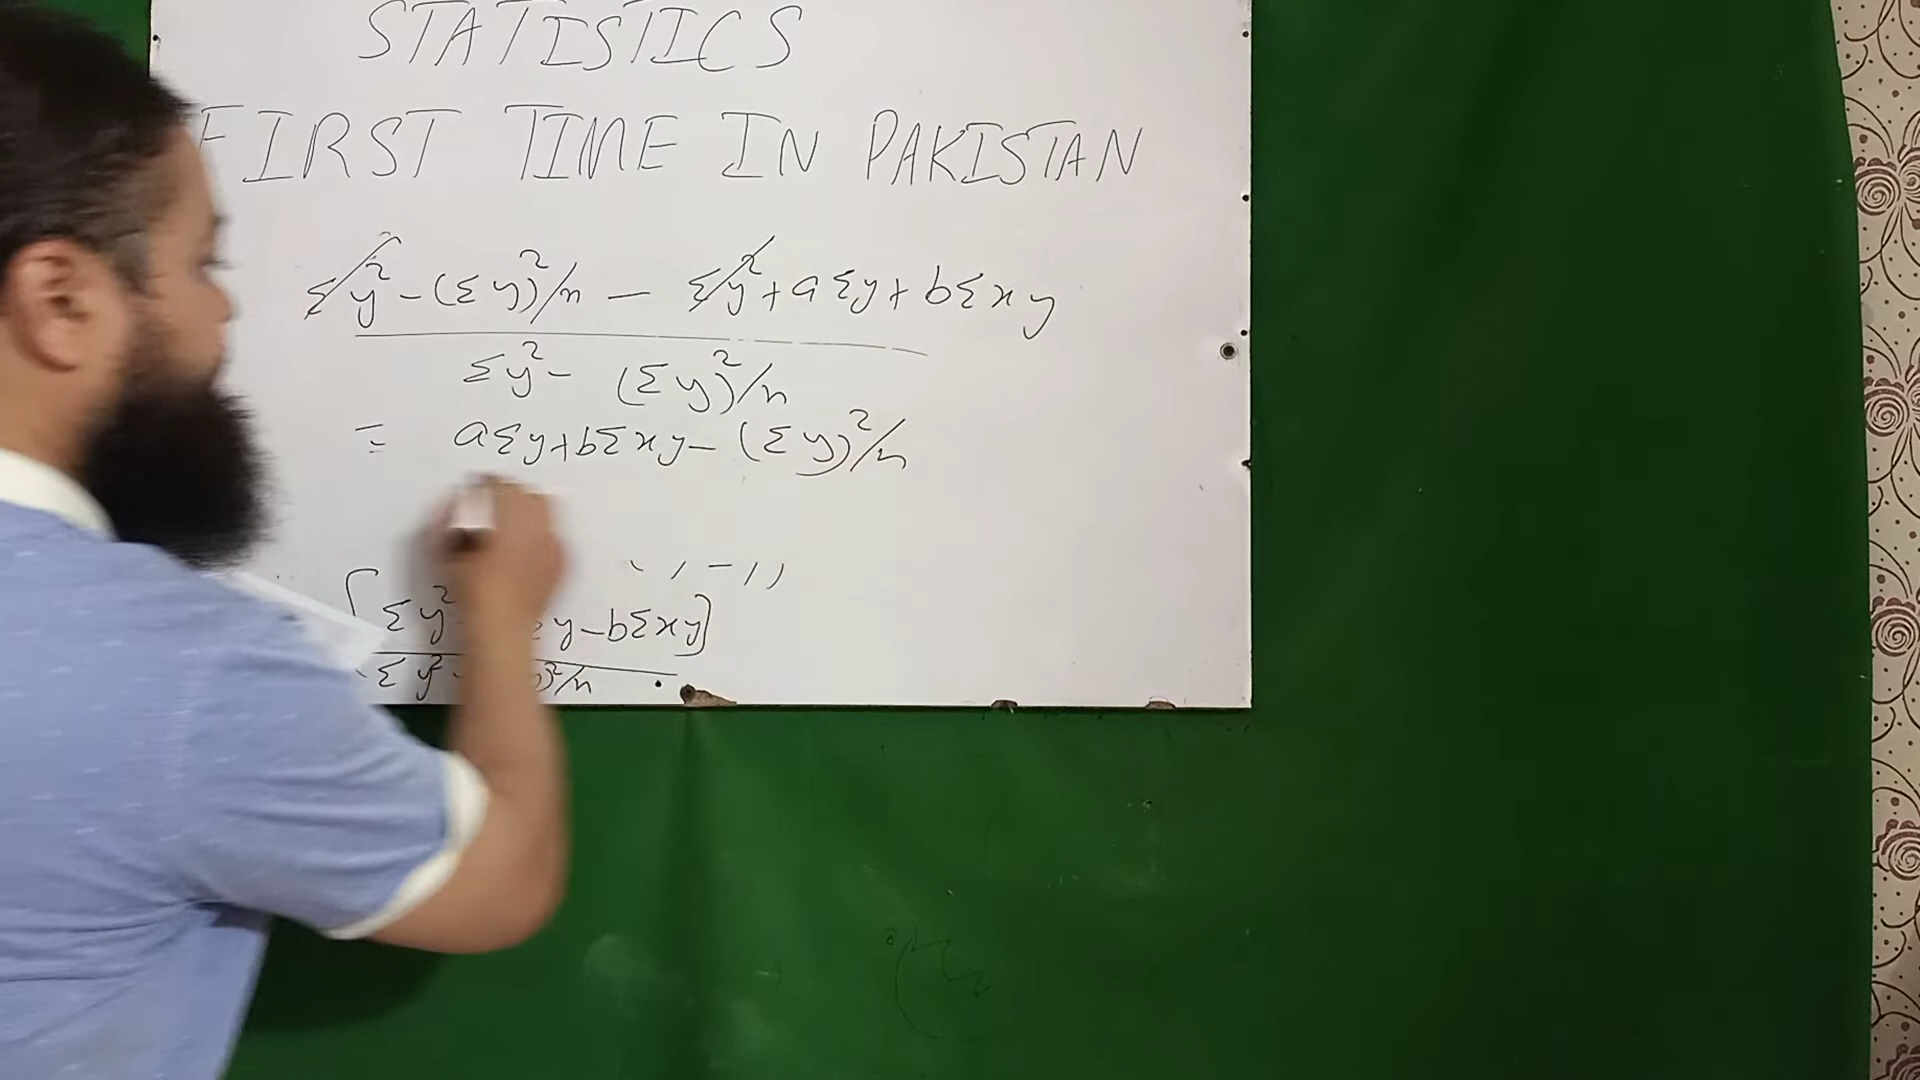 STATISTICS
FIRST TIME IN PAKISTAN
Σy² - (Σy)²/n - Σy² + aΣy + bΣxy
Σy² - (Σy)²/n
= aΣy + bΣxy - (Σy)²/n
[Σy² Σy - bΣxy]
Σy² - )²/n